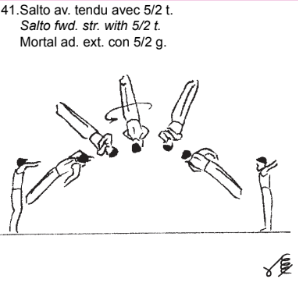 41.Salto av. tendu avec 5/2 t.
Salto fwd. str. with 5/2 t.
Mortal ad. ext. con 5/2 g.